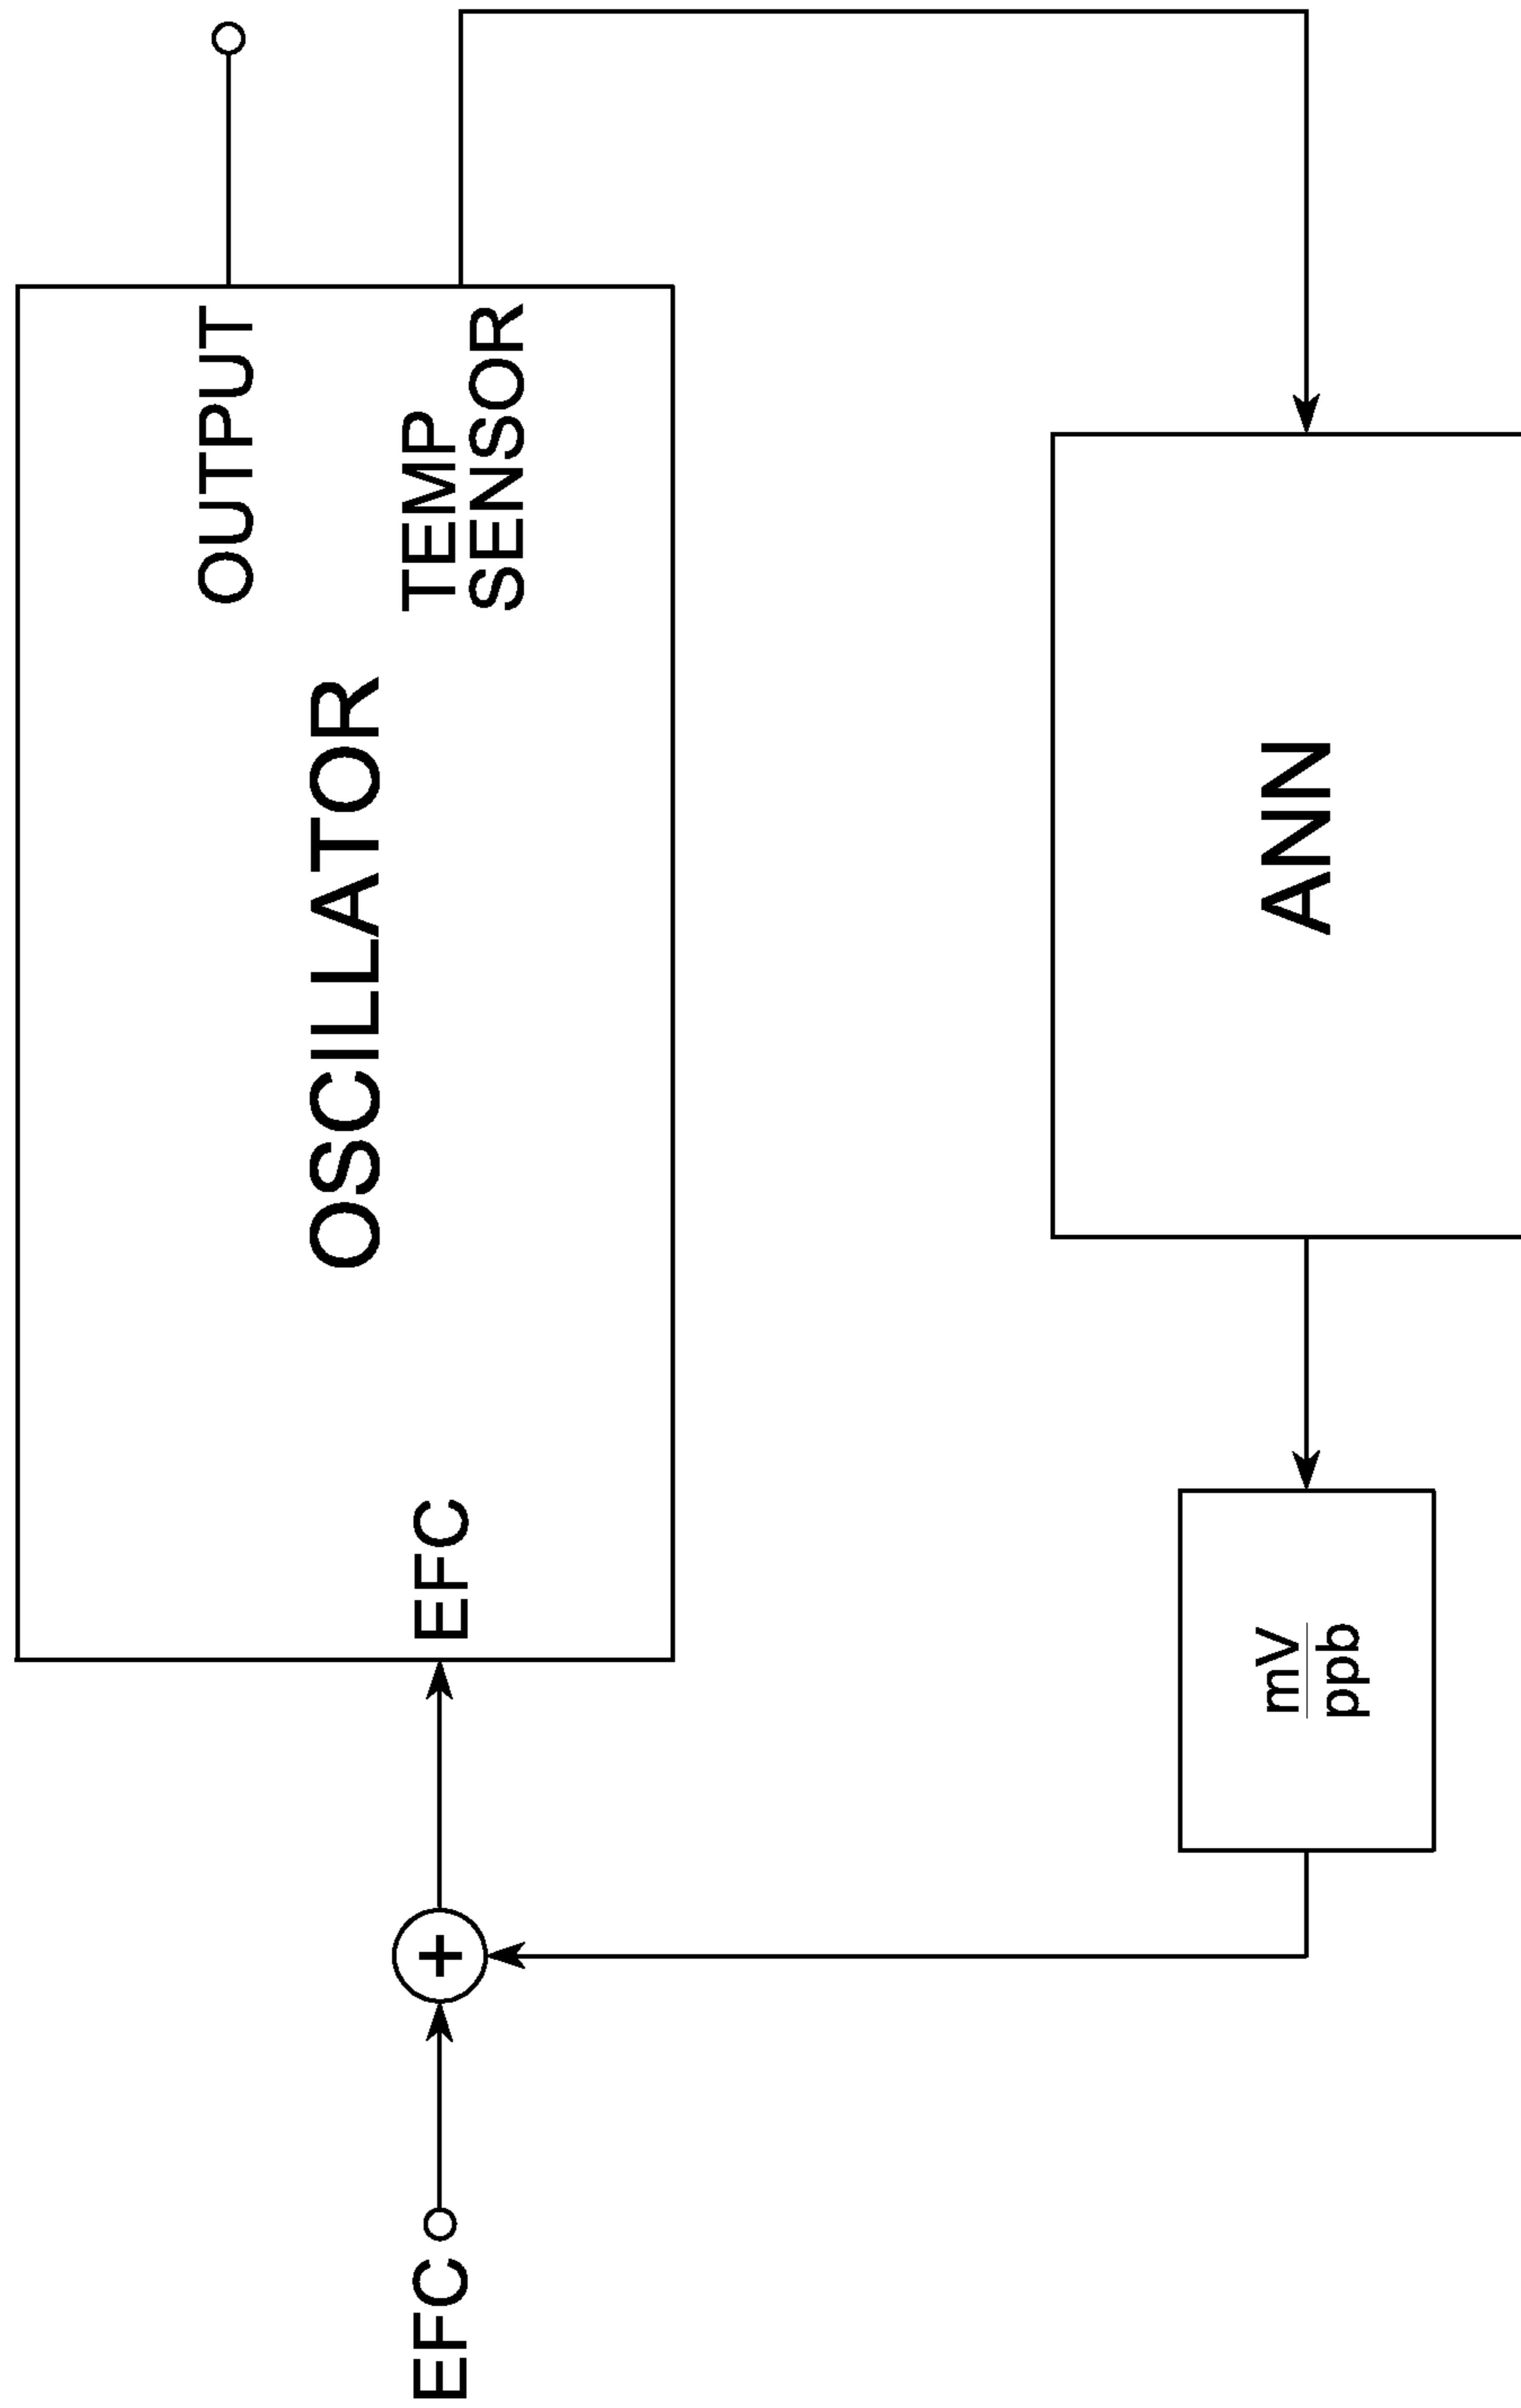 OUTPUT
TEMP
SENSOR
OSCILLATOR
EFC
+
EFC
ANN
mV
ppb